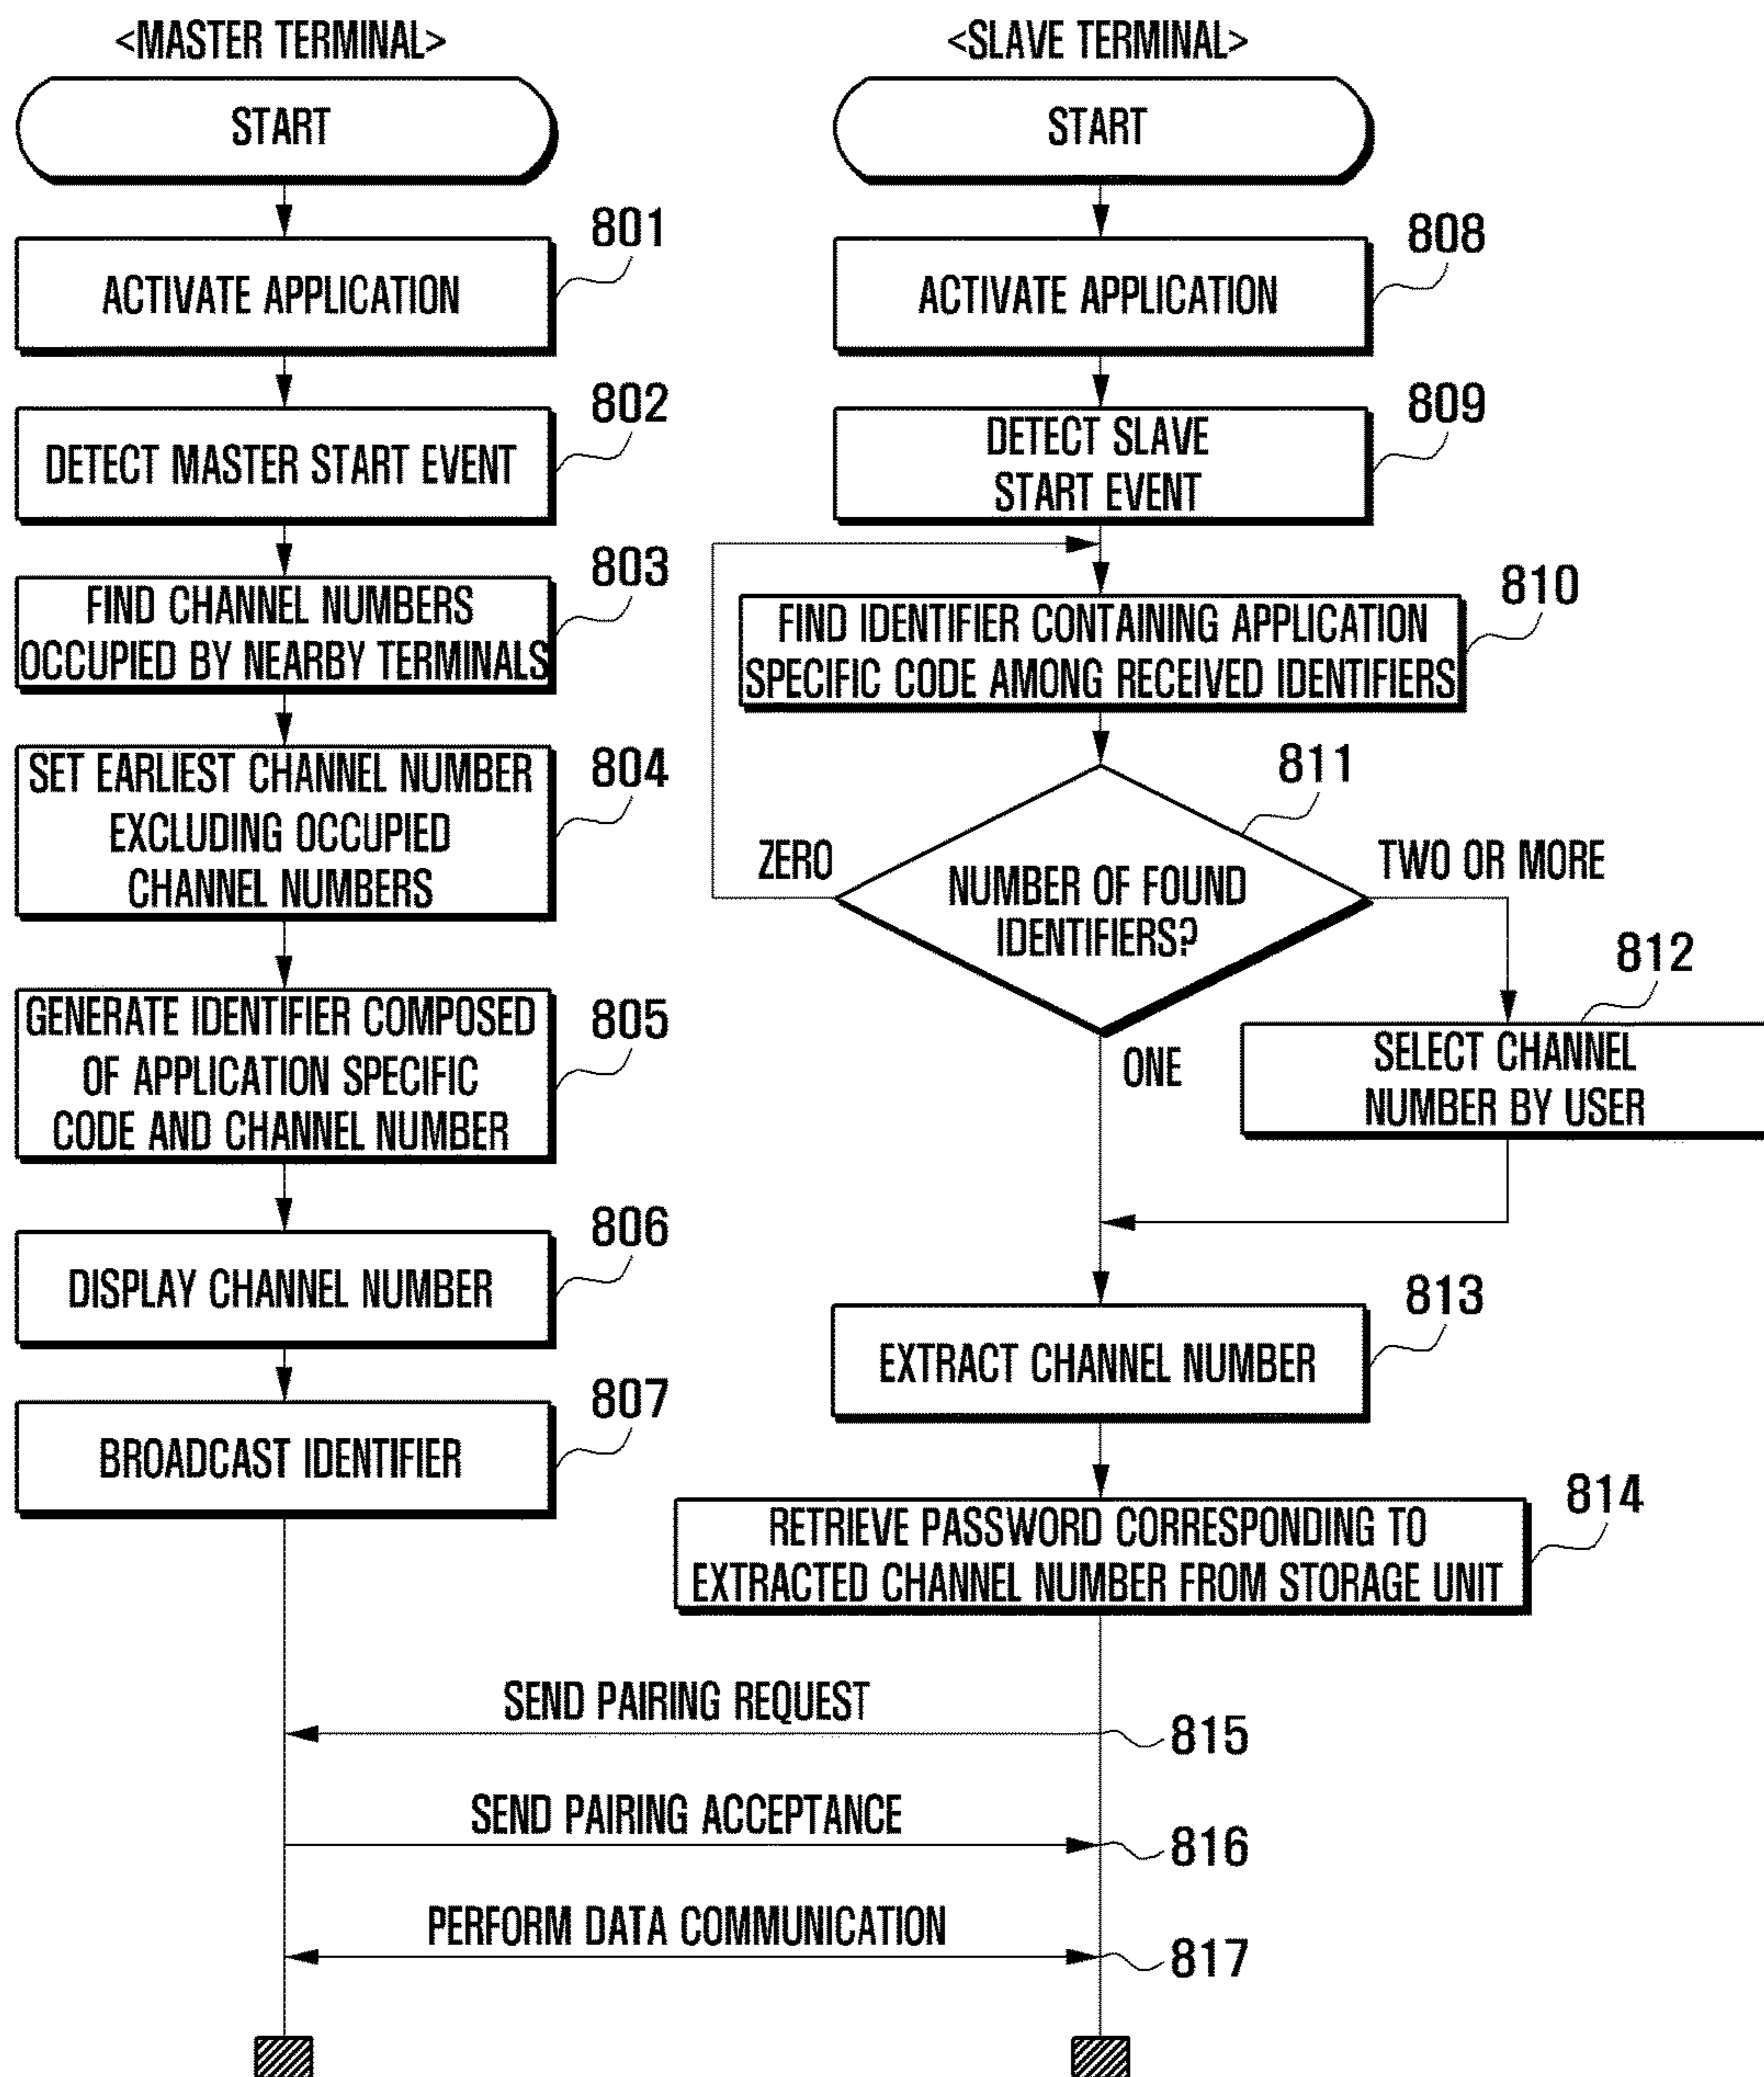 <MASTER TERMINAL>
START
801
ACTIVATE APPLICATION
802
DETECT MASTER START EVENT
803
FIND CHANNEL NUMBERS
OCCUPIED BY NEARBY TERMINALS
804
SET EARLIEST CHANNEL NUMBER
EXCLUDING OCCUPIED
CHANNEL NUMBERS
805
GENERATE IDENTIFIER COMPOSED
OF APPLICATION SPECIFIC
CODE AND CHANNEL NUMBER
806
DISPLAY CHANNEL NUMBER
807
BROADCAST IDENTIFIER
<SLAVE TERMINAL>
START
808
ACTIVATE APPLICATION
809
DETECT SLAVE
START EVENT
810
FIND IDENTIFIER CONTAINING APPLICATION
SPECIFIC CODE AMONG RECEIVED IDENTIFIERS
811
ZERO
TWO OR MORE
NUMBER OF FOUND
IDENTIFIERS?
ONE
812
SELECT CHANNEL
NUMBER BY USER
813
EXTRACT CHANNEL NUMBER
814
RETRIEVE PASSWORD CORRESPONDING TO
EXTRACTED CHANNEL NUMBER FROM STORAGE UNIT
SEND PAIRING REQUEST
815
SEND PAIRING ACCEPTANCE
816
PERFORM DATA COMMUNICATION
817